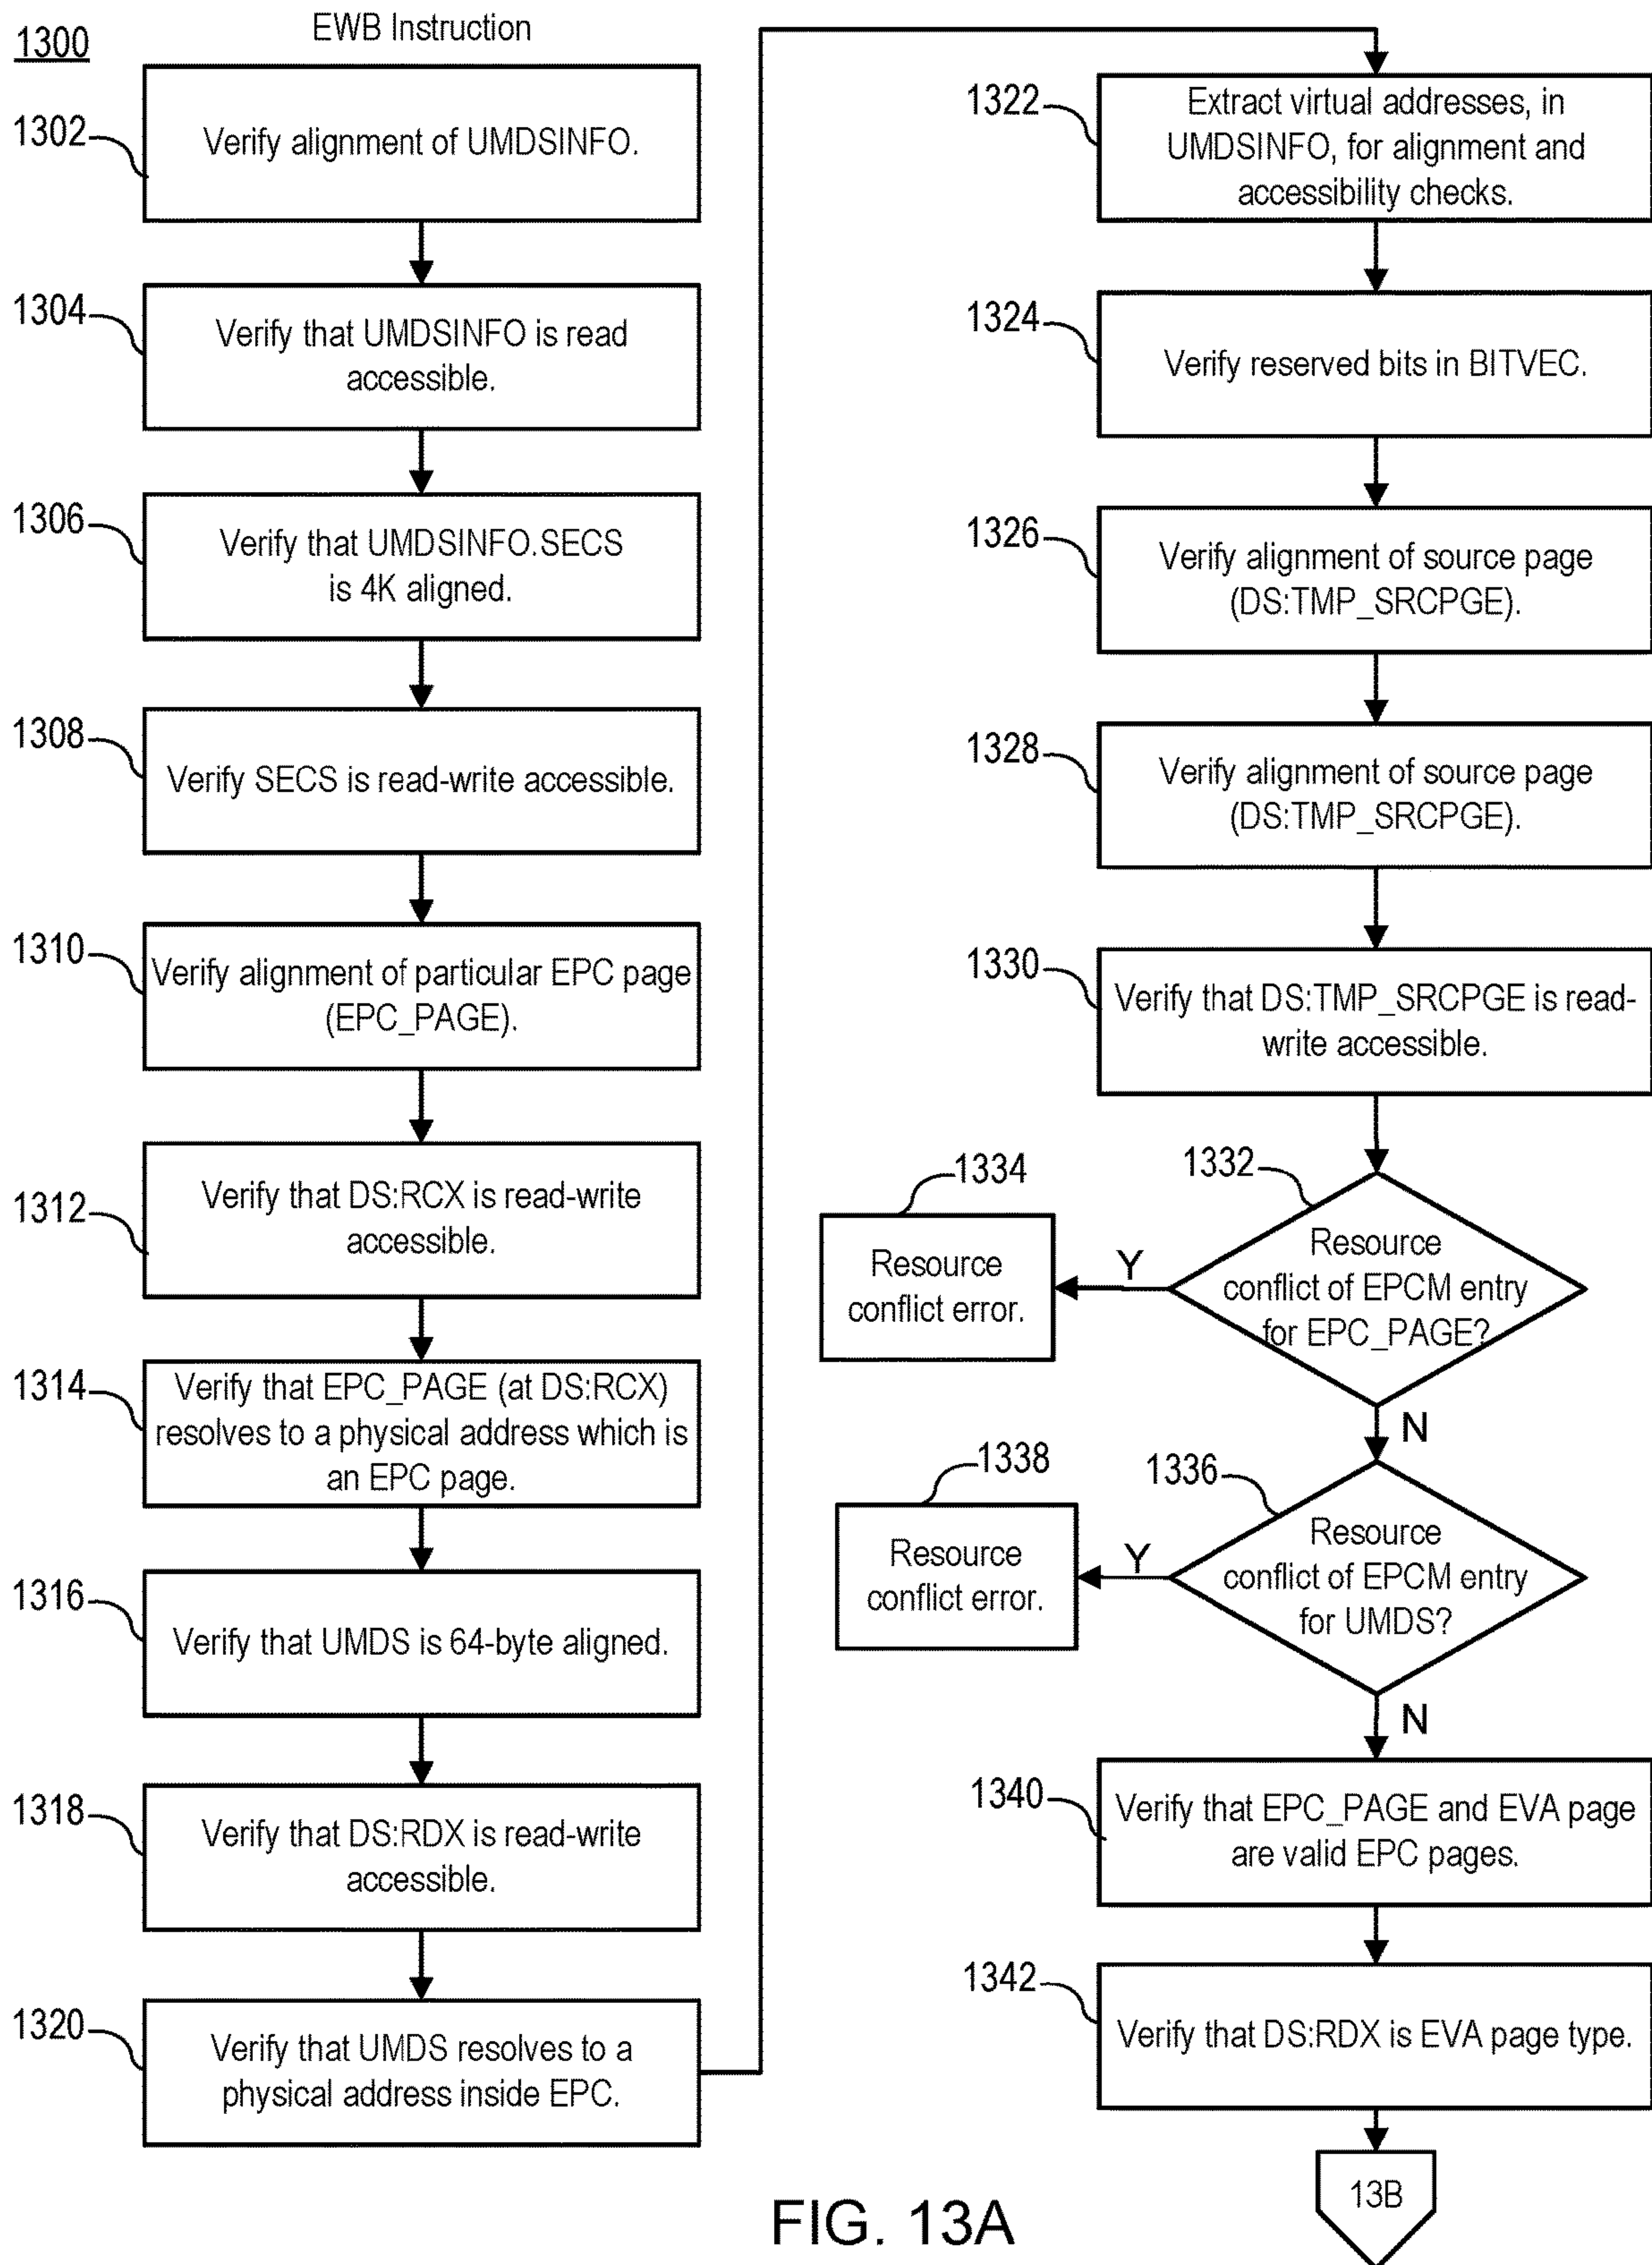 1300
EWB Instruction
1302
Verify alignment of UMDSINFO.
1304
Verify that UMDSINFO is read
accessible.
1306
Verify that UMDSINFO.SECS
is 4K aligned.
1308
Verify SECS is read-write accessible.
1310
Verify alignment of particular EPC page
(EPC_PAGE).
1312
Verify that DS:RCX is read-write
accessible.
1314
Verify that EPC_PAGE (at DS:RCX)
resolves to a physical address which is
an EPC page.
1316
Verify that UMDS is 64-byte aligned.
1318
Verify that DS:RDX is read-write
accessible.
1320
Verify that UMDS resolves to a
physical address inside EPC.
1322
Extract virtual addresses, in
UMDSINFO, for alignment and
accessibility checks.
1324
Verify reserved bits in BITVEC.
1326
Verify alignment of source page
(DS:TMP_SRCPGE).
1328
Verify alignment of source page
(DS:TMP_SRCPGE).
1330
Verify that DS:TMP_SRCPGE is read-
write accessible.
1332
Resource
conflict of EPCM entry
for EPC_PAGE?
Y
1334
Resource
conflict error.
N
1336
Resource
conflict of EPCM entry
for UMDS?
Y
1338
Resource
conflict error.
N
1340
Verify that EPC_PAGE and EVA page
are valid EPC pages.
1342
Verify that DS:RDX is EVA page type.
13B
FIG. 13A